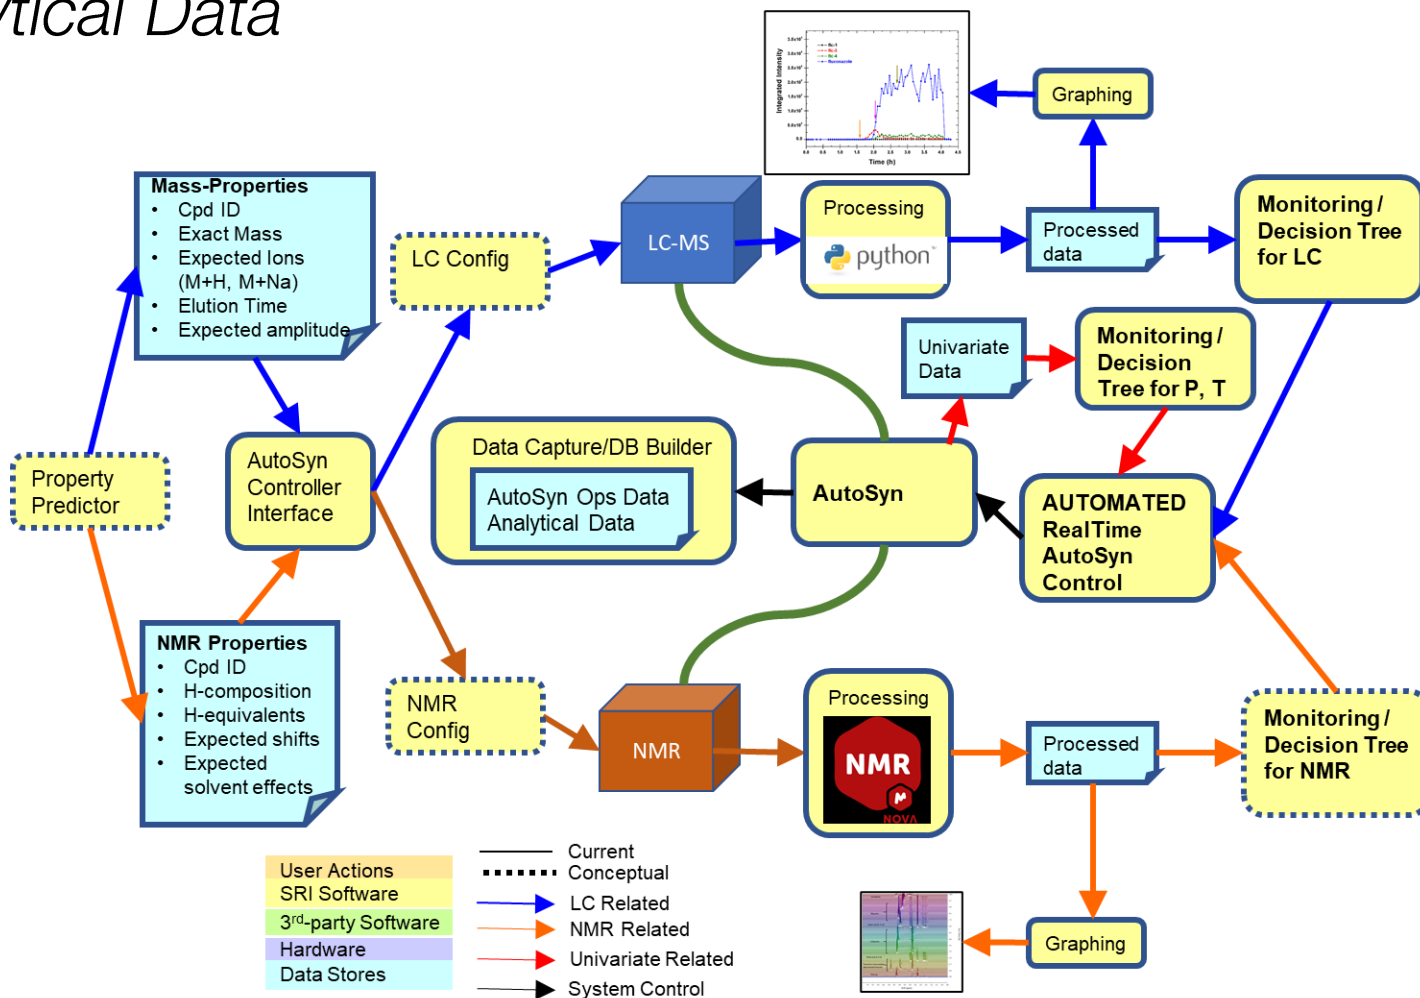 ytical Data
Integrated Intensity
Time (h)
Graphing
Mass-Properties
• Cpd ID
• Exact Mass
• Expected Ions
(M+H, M+Na)
• Elution Time
• Expected amplitude
LC Config
LC-MS
Processing
python™
Processed
data
Monitoring /
Decision Tree
for LC
Univariate
Data
Monitoring /
Decision
Tree for P, T
Property
Predictor
AutoSyn
Controller
Interface
Data Capture/DB Builder
AutoSyn Ops Data
Analytical Data
AutoSyn
AUTOMATED
RealTime
AutoSyn
Control
NMR Properties
• Cpd ID
• H-composition
• H-equivalents
• Expected shifts
• Expected
solvent effects
NMR
Config
NMR
Processing
NMR
M
NOVA
Processed
data
Monitoring /
Decision Tree
for NMR
Graphing
User Actions
SRI Software
3rd-party Software
Hardware
Data Stores
Current
Conceptual
LC Related
NMR Related
Univariate Related
System Control